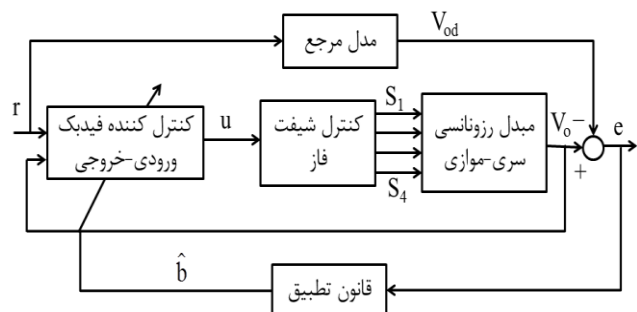 V_od
مدل مرجع
r
کنترل کننده فیدبک
ورودی-خروجی
u
کنترل شیفت
فاز
S_1
S_4
مبدل رزونانسی
سری-موازی
V_o
−
+
e
b̂
قانون تطبیق